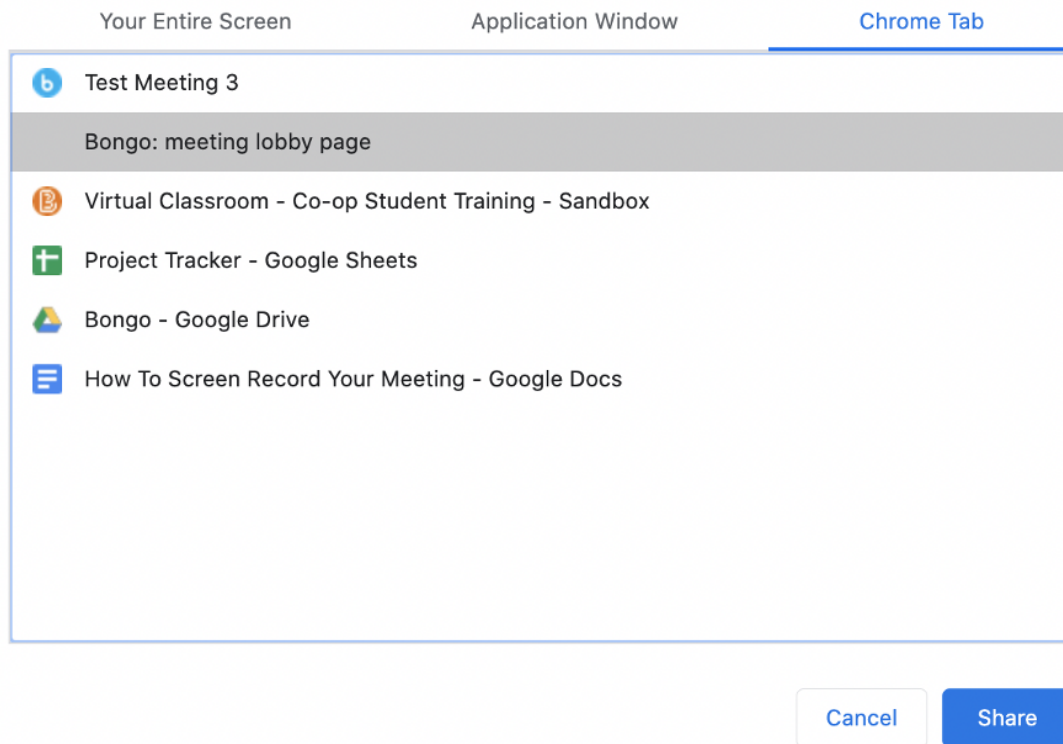 Your Entire Screen Application Window Chrome Tab
Test Meeting 3
Bongo: meeting lobby page
Virtual Classroom - Co-op Student Training - Sandbox
Project Tracker - Google Sheets
Bongo - Google Drive
How To Screen Record Your Meeting - Google Docs
Cancel Share